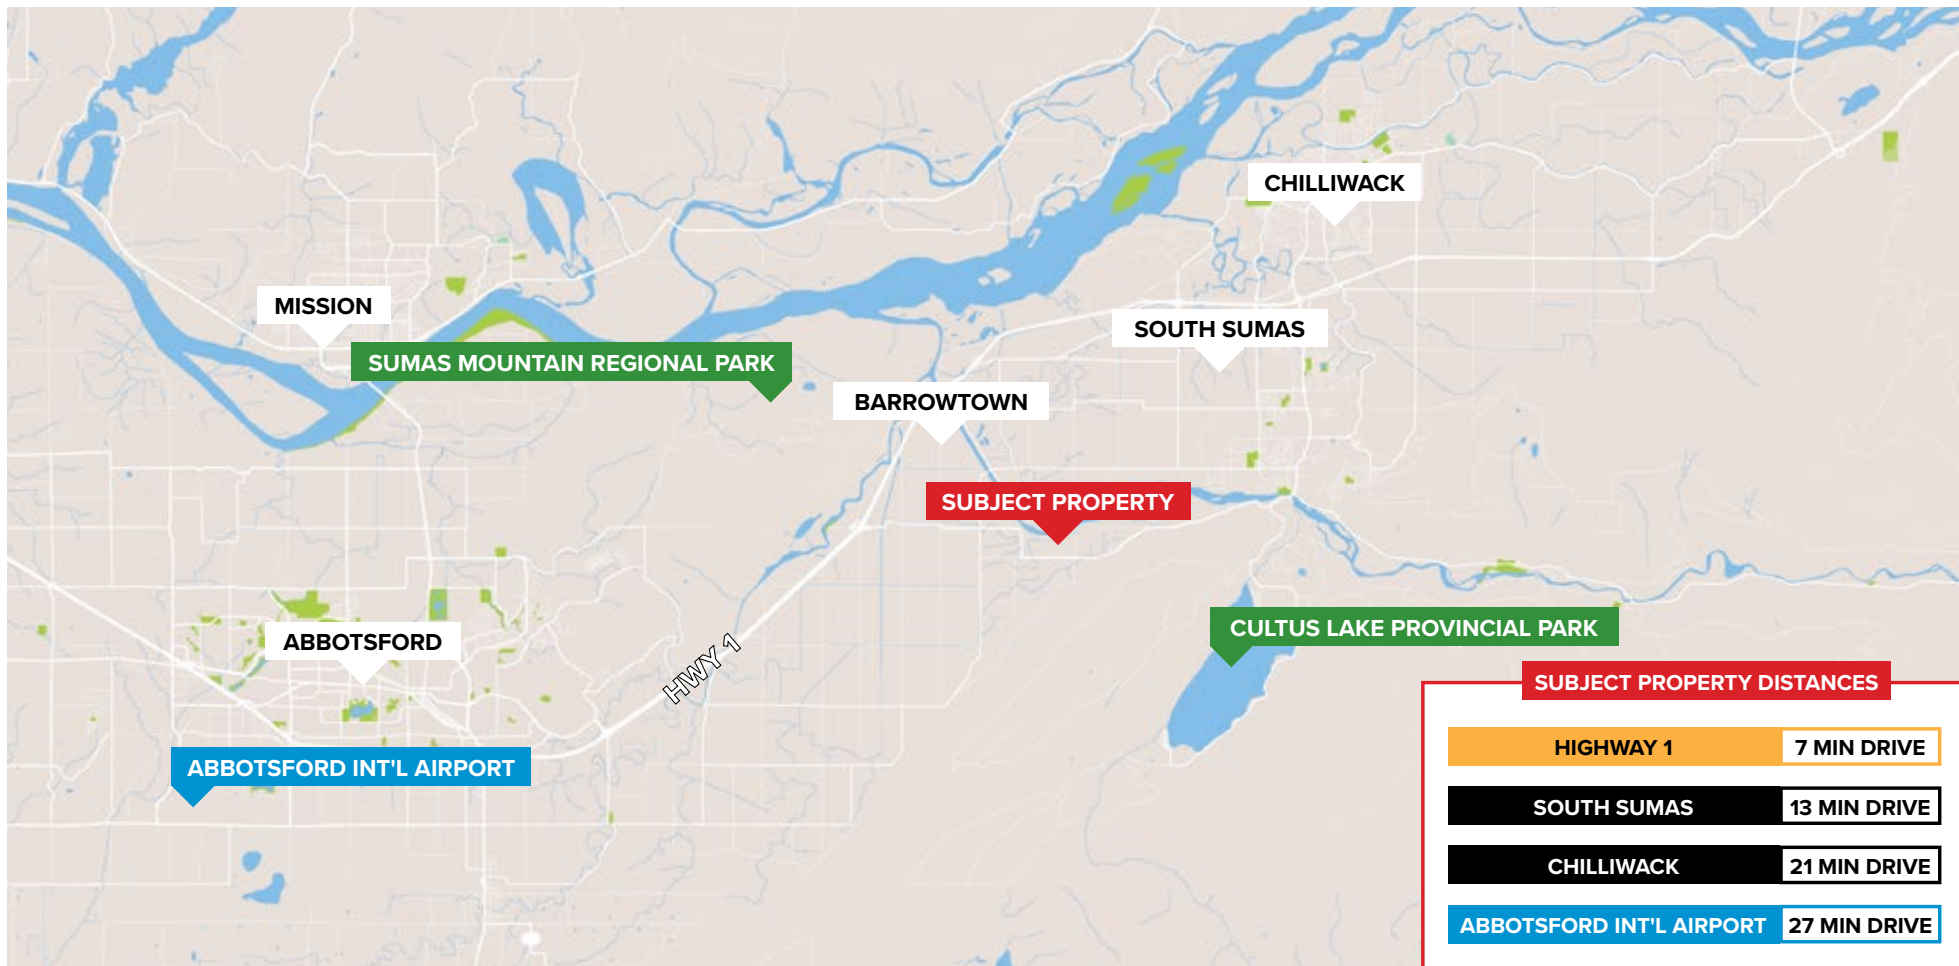 CHILLIWACK
MISSION
SOUTH SUMAS
SUMAS MOUNTAIN REGIONAL PARK
BARROWTOWN
SUBJECT PROPERTY
CULTUS LAKE PROVINCIAL PARK
ABBOTSFORD
HWY 1
ABBOTSFORD INT'L AIRPORT
SUBJECT PROPERTY DISTANCES
HIGHWAY 1 7 MIN DRIVE
SOUTH SUMAS 13 MIN DRIVE
CHILLIWACK 21 MIN DRIVE
ABBOTSFORD INT'L AIRPORT 27 MIN DRIVE